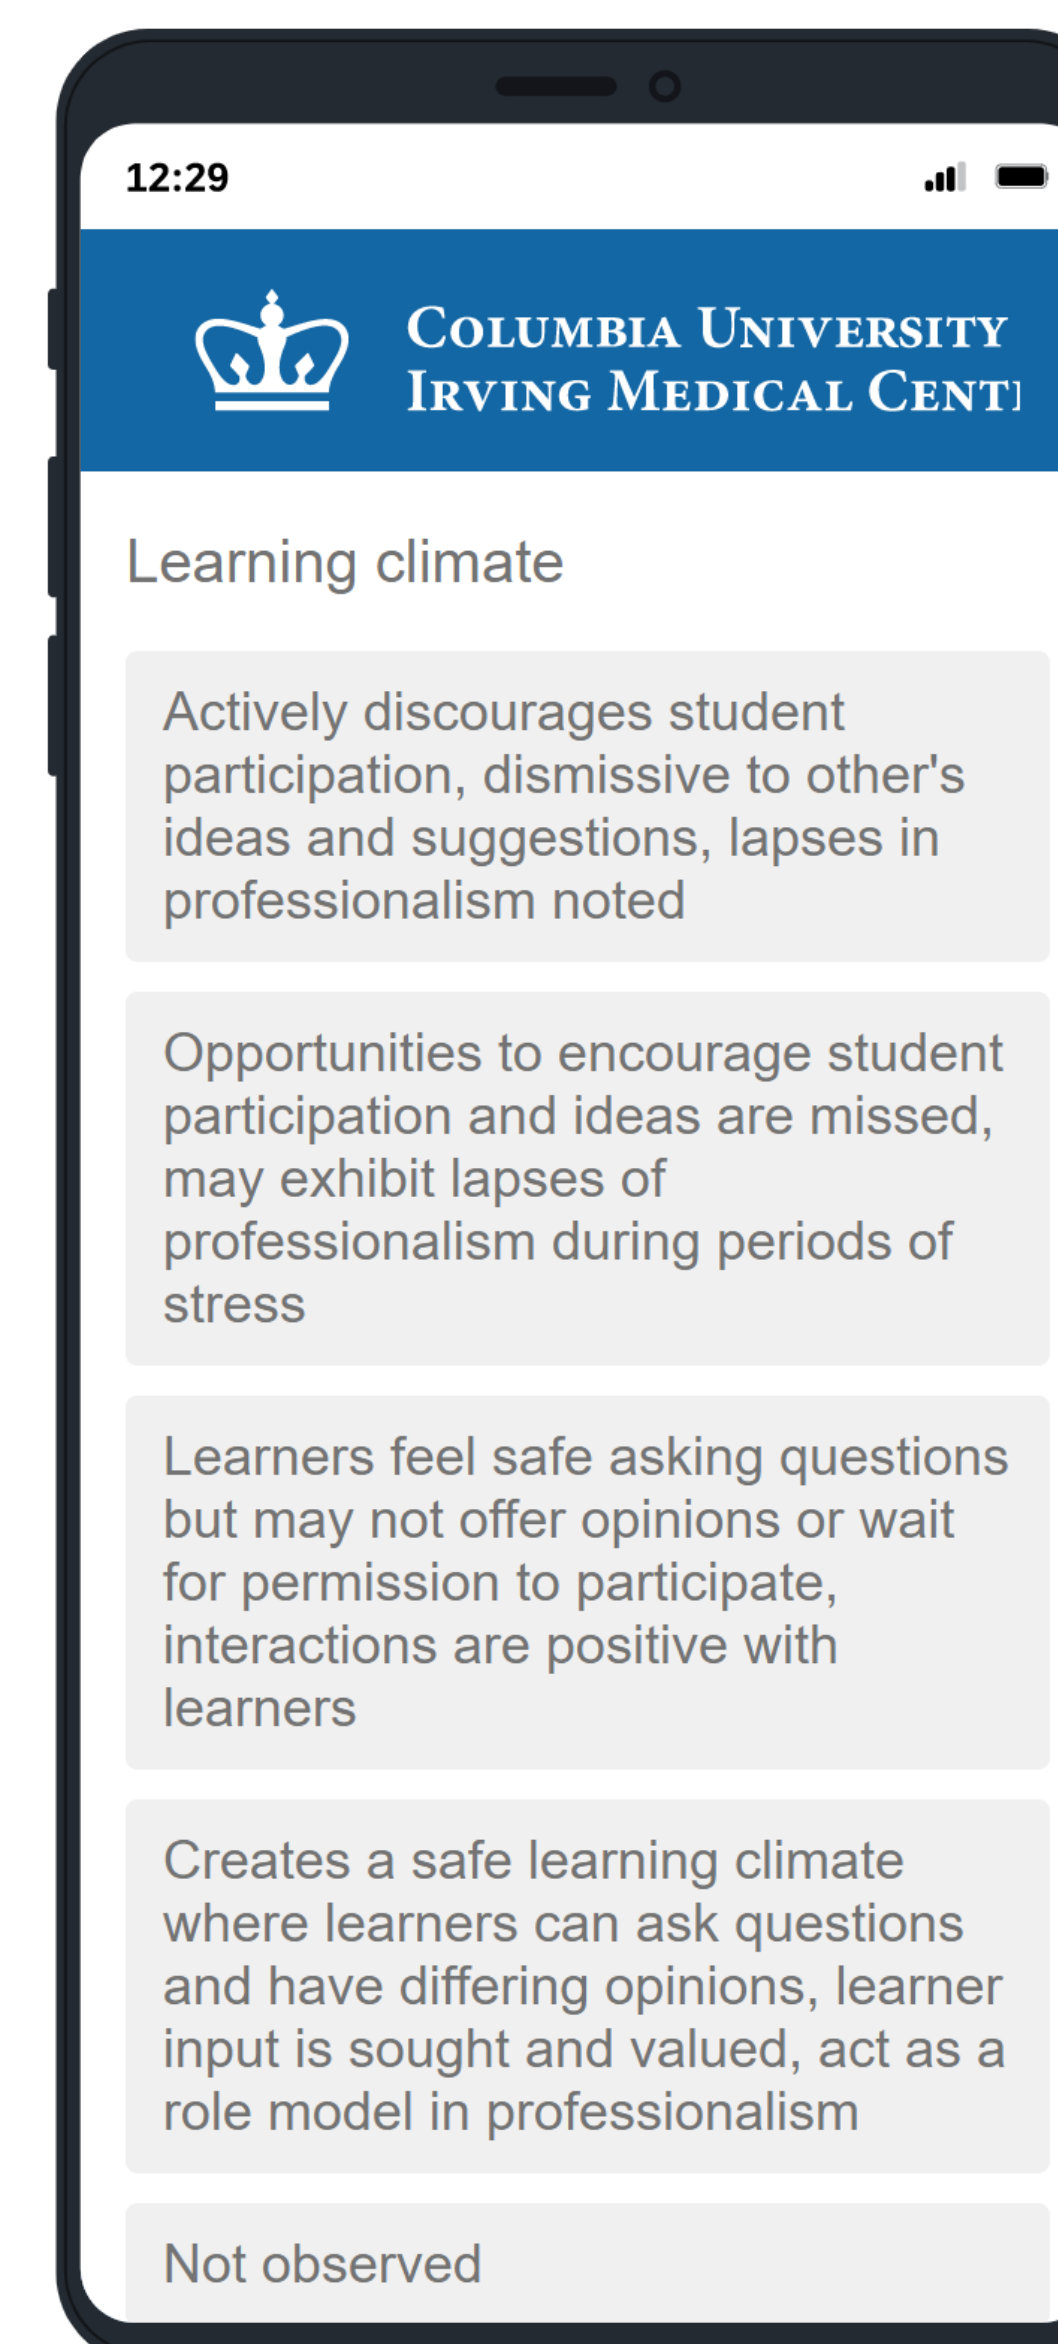 12:29
Columbia University
Irving Medical Cent
Learning climate
Actively discourages student
participation, dismissive to other's
ideas and suggestions, lapses in
professionalism noted
Opportunities to encourage student
participation and ideas are missed,
may exhibit lapses of
professionalism during periods of
stress
Learners feel safe asking questions
but may not offer opinions or wait
for permission to participate,
interactions are positive with
learners
Creates a safe learning climate
where learners can ask questions
and have differing opinions, learner
input is sought and valued, act as a
role model in professionalism
Not observed